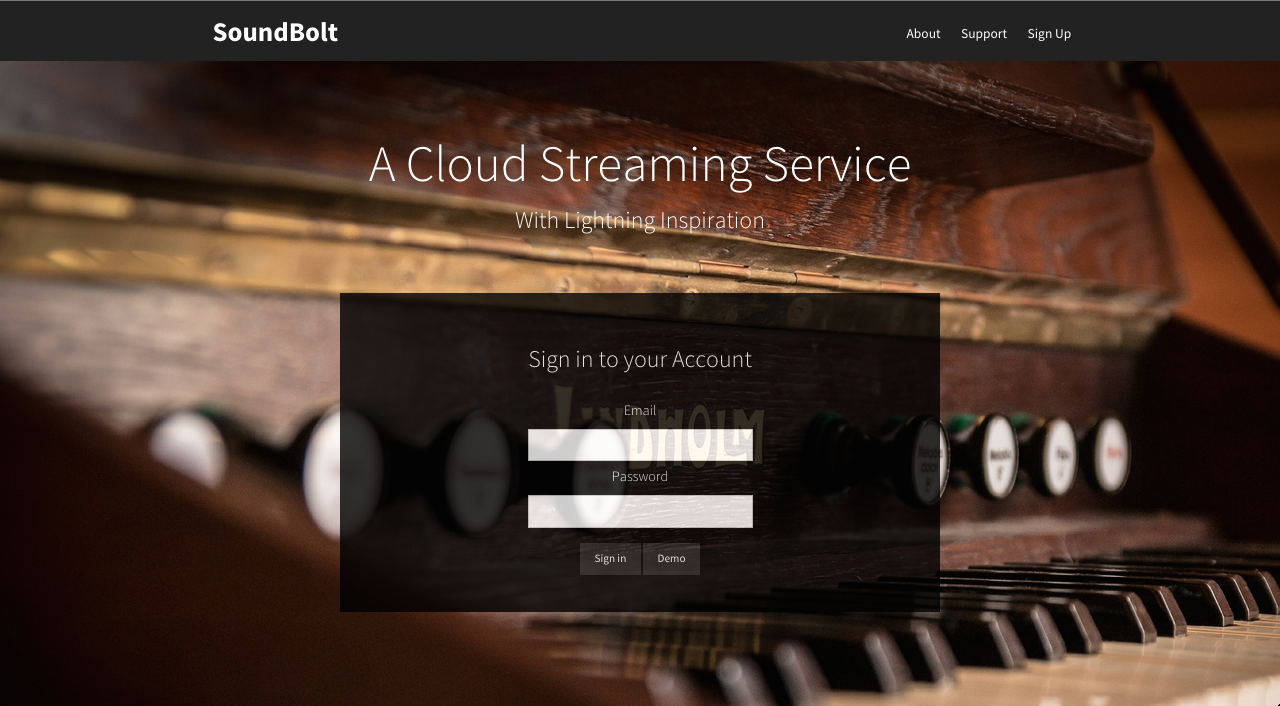 SoundBolt
About Support Sign Up
A Cloud Streaming Service
With Lightning Inspiration
Sign in to your Account
Email
LINDHOLM
Password
Sign in Demo